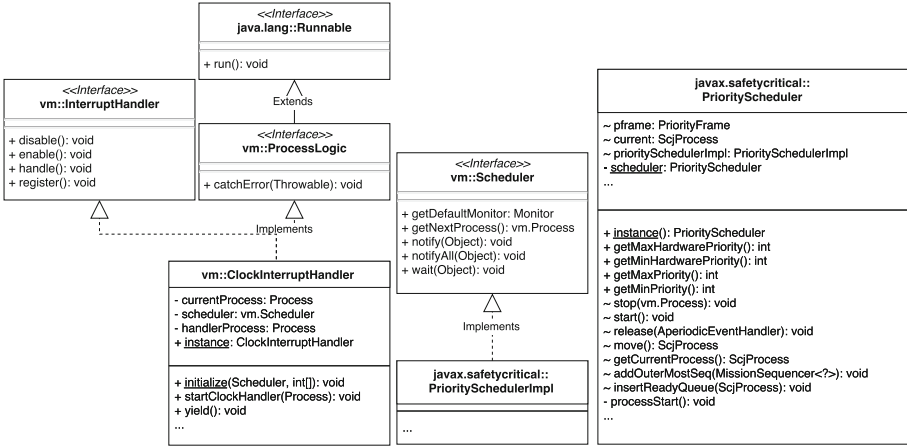 <<Interface>>
java.lang::Runnable
+ run(): void
Extends
<<Interface>>
vm::InterruptHandler
+ disable(): void
+ enable(): void
+ handle(): void
+ register(): void
<<Interface>>
vm::ProcessLogic
+ catchError(Throwable): void
Implements
vm::ClockInterruptHandler
- currentProcess: Process
- scheduler: vm.Scheduler
- handlerProcess: Process
+ instance: ClockInterruptHandler
+ initialize(Scheduler, int[]): void
+ startClockHandler(Process): void
+ yield(): void
...
<<Interface>>
vm::Scheduler
+ getDefaultMonitor: Monitor
+ getNextProcess(): vm.Process
+ notify(Object): void
+ notifyAll(Object): void
+ wait(Object): void
Implements
javax.safetycritical::
PrioritySchedulerImpl
...
javax.safetycritical::
PriorityScheduler
~ pframe: PriorityFrame
~ current: ScjProcess
~ prioritySchedulerImpl: PrioritySchedulerImpl
- scheduler: PriorityScheduler
...
+ instance(): PriorityScheduler
+ getMaxHardwarePriority(): int
+ getMinHardwarePriority(): int
+ getMaxPriority(): int
+ getMinPriority(): int
~ stop(vm.Process): void
~ start(): void
~ release(AperiodicEventHandler): void
~ move(): ScjProcess
~ getCurrentProcess(): ScjProcess
~ addOuterMostSeq(MissionSequencer<?>): void
~ insertReadyQueue(ScjProcess): void
- processStart(): void
...